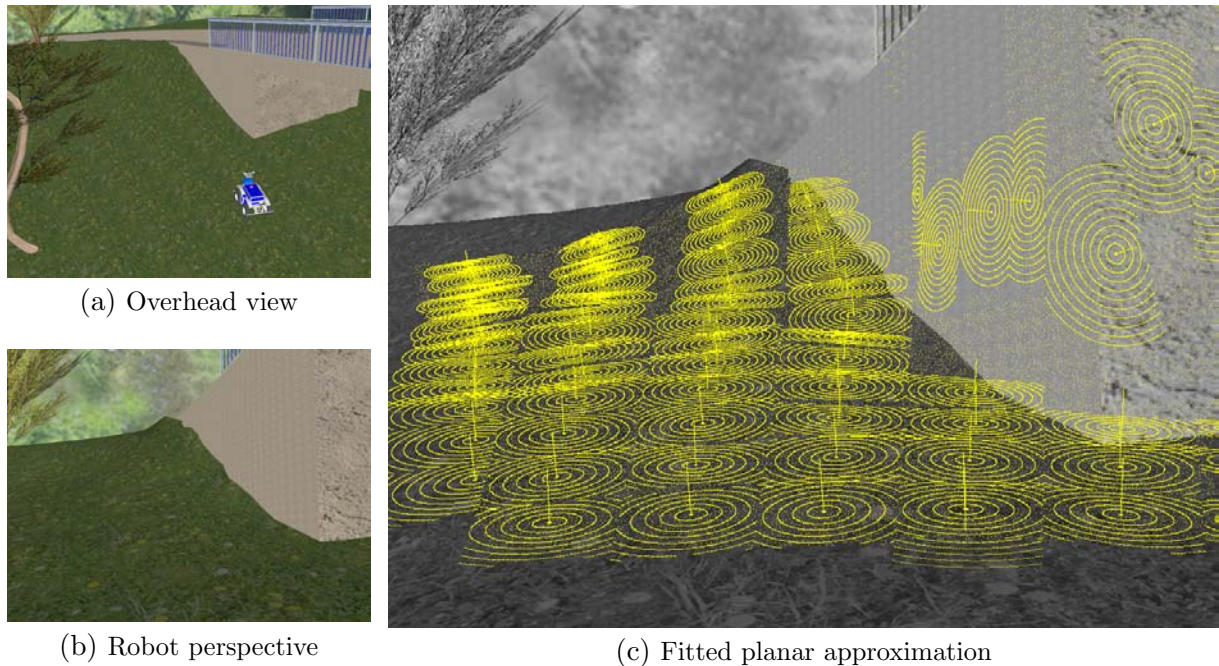 (a) Overhead view
(b) Robot perspective
(c) Fitted planar approximation